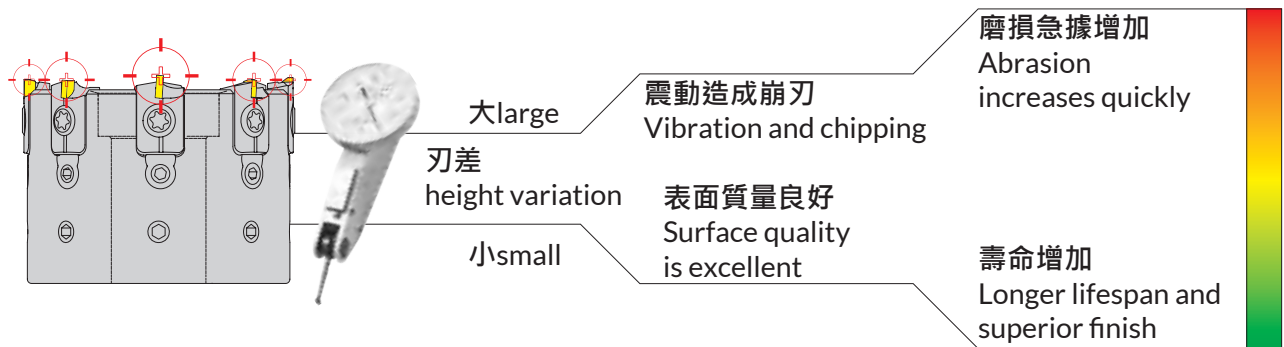 磨損急據增加
Abrasion
increases quickly
大large
震動造成崩刃
Vibration and chipping
刃差
height variation
表面質量良好
Surface quality
is excellent
小small
壽命增加
Longer lifespan and
superior finish